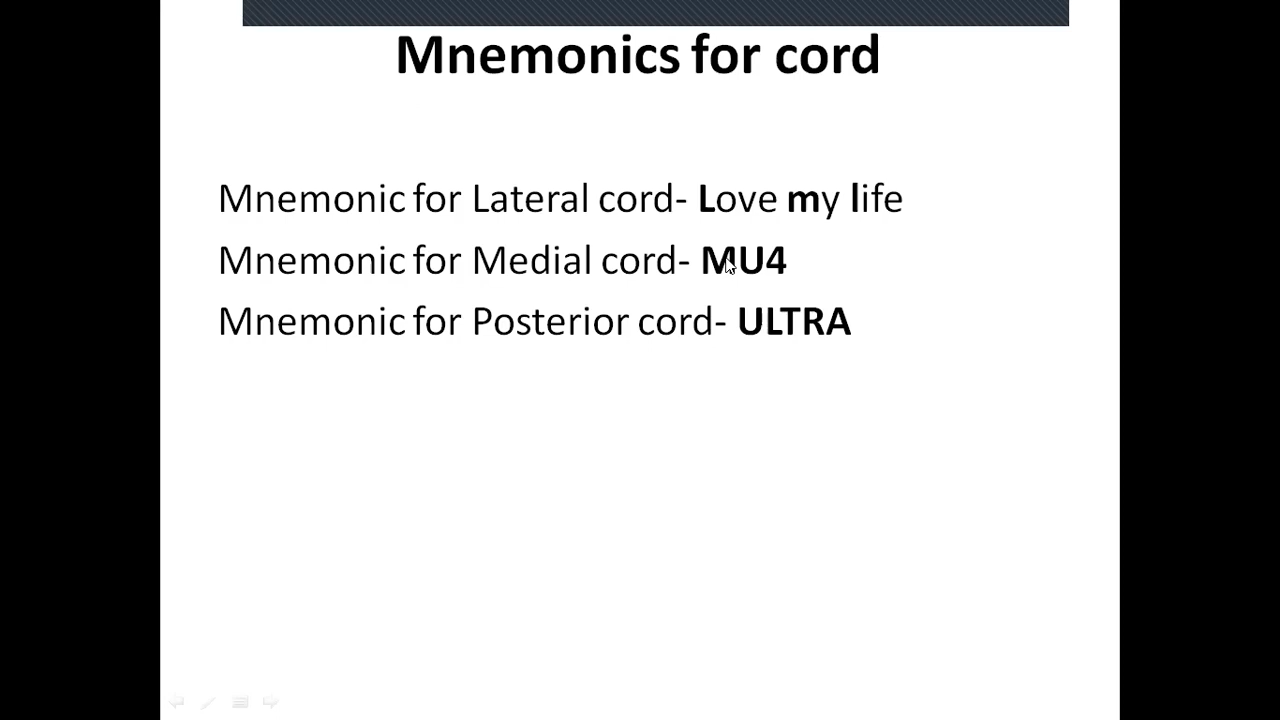 Mnemonics for cord
Mnemonic for Lateral cord- Love my life
Mnemonic for Medial cord- MU4
Mnemonic for Posterior cord- ULTRA